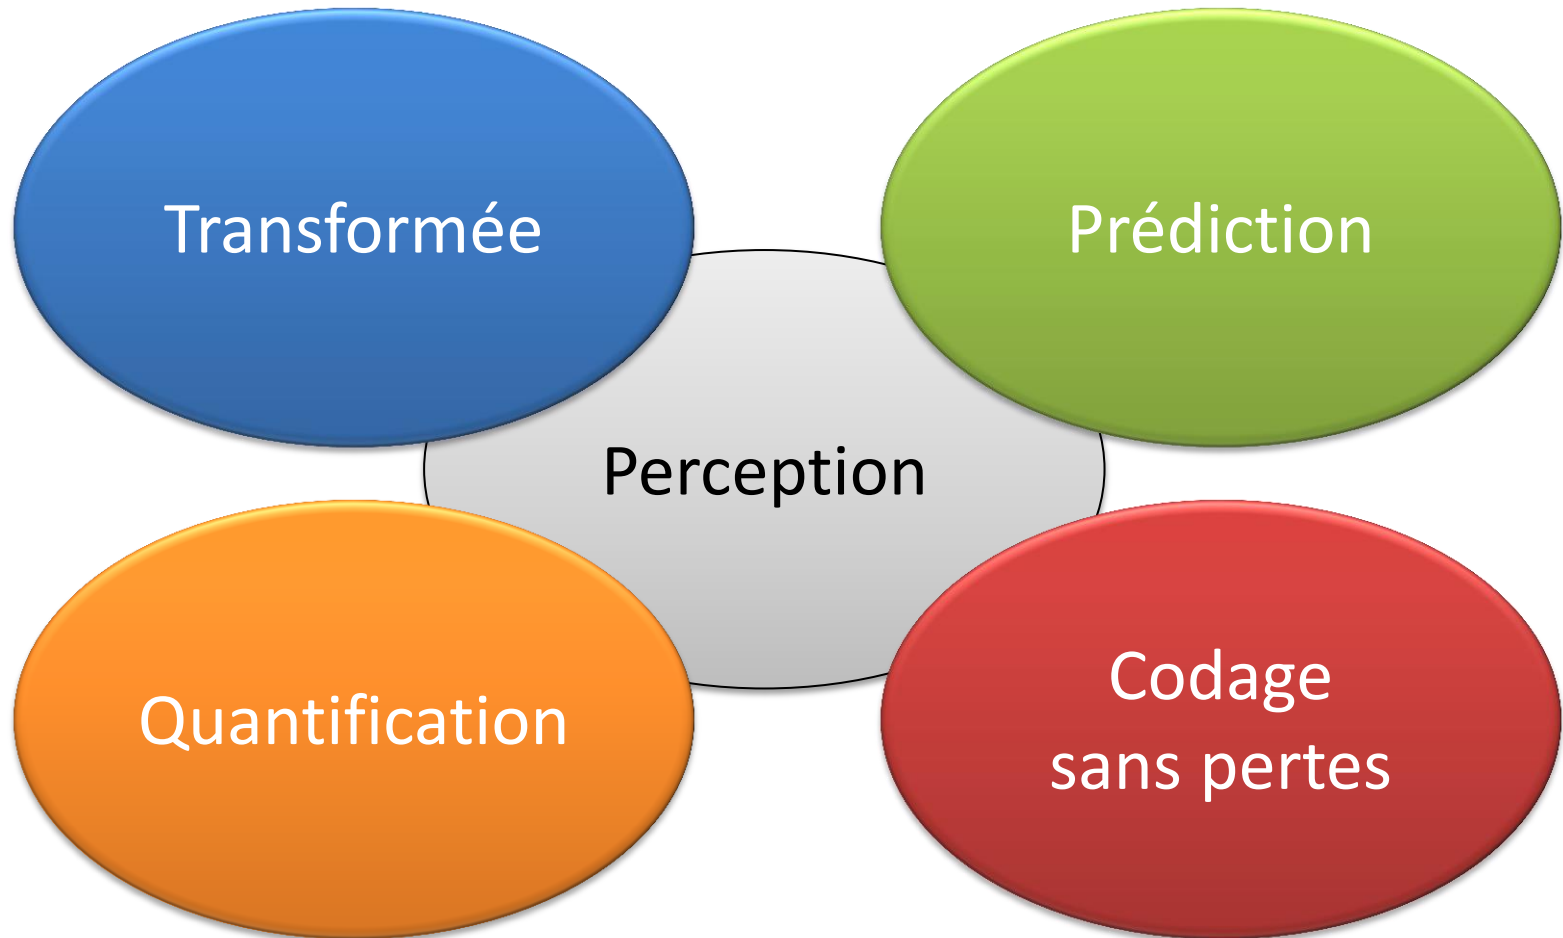 Transformée
Prédiction
Perception
Quantification
Codage
sans pertes